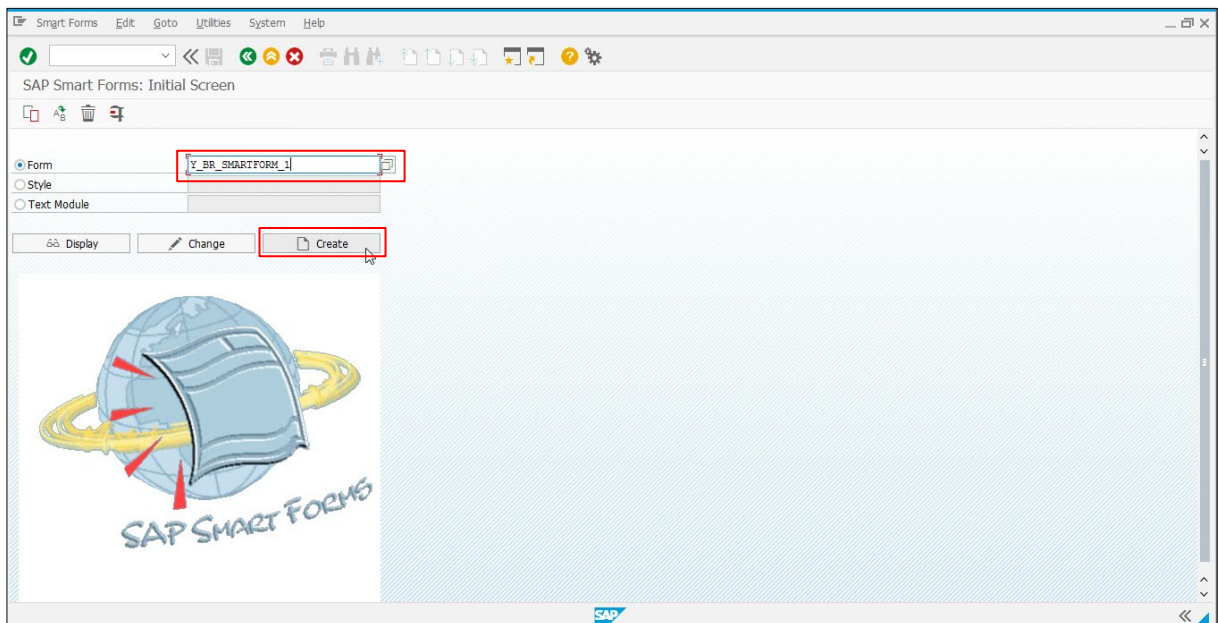 Smart Forms Edit Goto Utilities System Help
SAP Smart Forms: Initial Screen
Form Y_BR_SMARTFORM_1
Style
Text Module
Display Change Create
SAP SMART FORMS
SAP